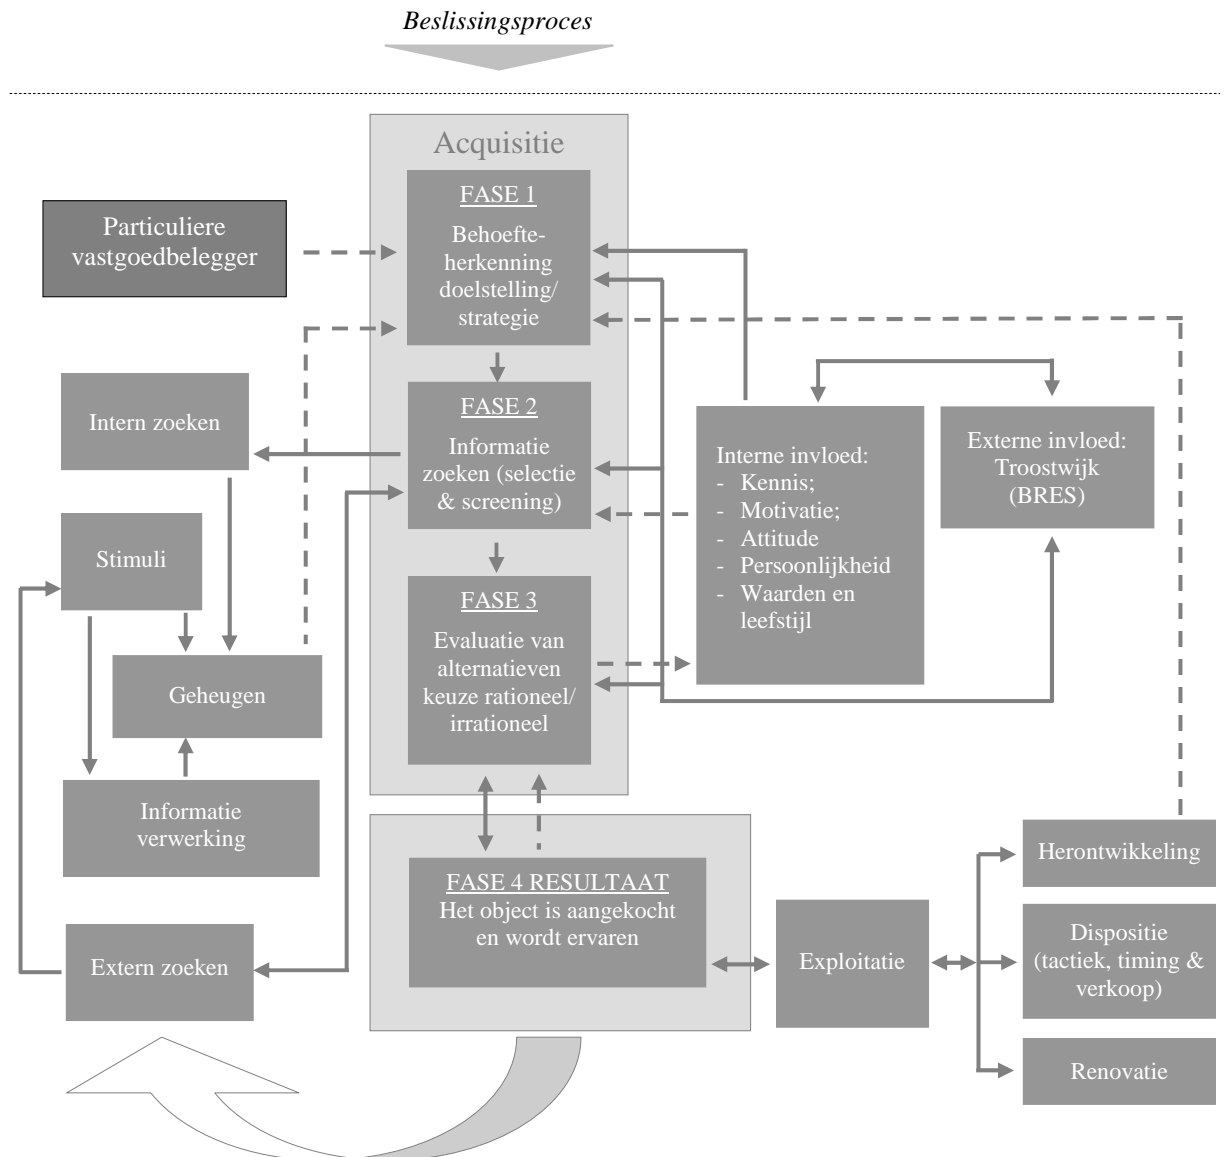 Beslissingsproces
Acquisitie
FASE 1
Behoefte-
herkenning
doelstelling/
strategie
Particuliere
vastgoedbelegger
FASE 2
Informatie
zoeken (selectie
& screening)
Intern zoeken
Interne invloed:
- Kennis;
- Motivatie;
- Attitude
- Persoonlijkheid
- Waarden en
leefstijl
Externe invloed:
Troostwijk
(BRES)
Stimuli
FASE 3
Evaluatie van
alternatieven
keuze rationeel/
irrationeel
Geheugen
Informatie
verwerking
FASE 4 RESULTAAT
Het object is aangekocht
en wordt ervaren
Extern zoeken
Exploitatie
Herontwikkeling
Dispositie
(tactiek, timing &
verkoop)
Renovatie